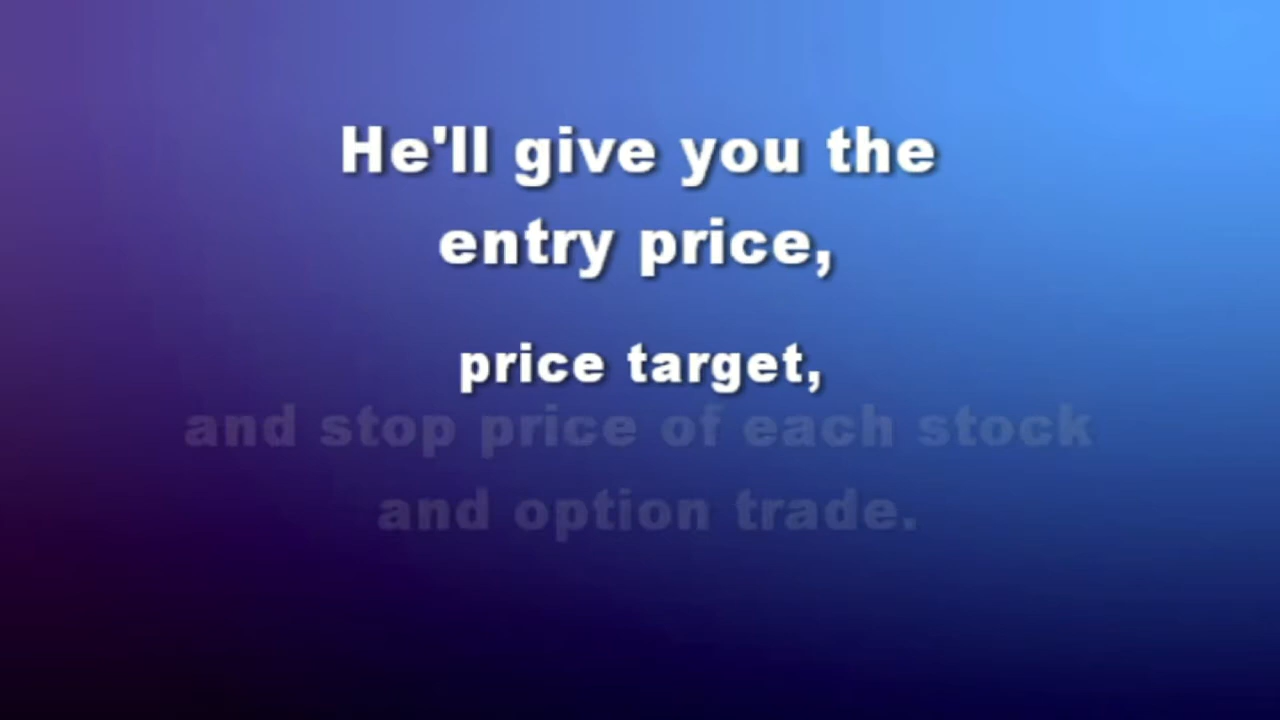 He'll give you the
entry price,
price target,
and stop price of each stock
and option trade.